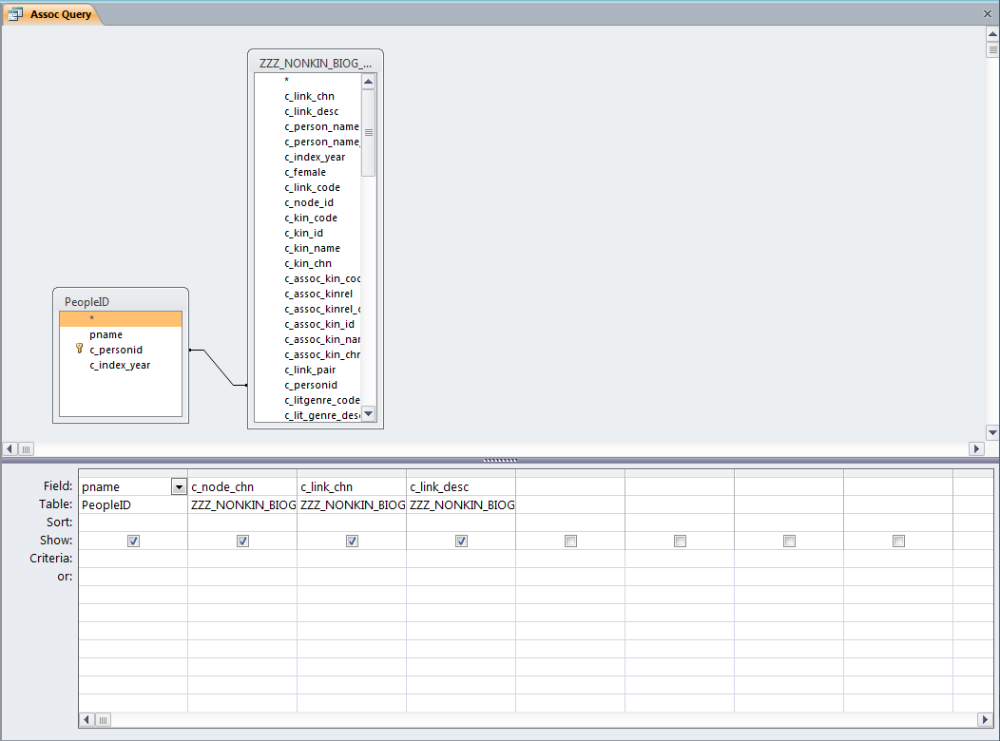 Assoc Query
ZZZ_NONKIN_BIOG_...
*
c_link_chn
c_link_desc
c_person_name
c_person_name_
c_index_year
c_female
c_link_code
c_node_id
c_kin_code
c_kin_id
c_kin_name
c_kin_chn
c_assoc_kin_coc
c_assoc_kinrel
c_assoc_kinrel_c
c_assoc_kin_id
c_assoc_kin_nar
c_assoc_kin_chr
c_link_pair
c_personid
c_litgenre_code
c_lit_genre_desc
PeopleID
*
pname
c_personid
c_index_year
Field: pname c_node_chn c_link_chn c_link_desc
Table: PeopleID ZZZ_NONKIN_BIOG ZZZ_NONKIN_BIOG ZZZ_NONKIN_BIOG
Sort:
Show:
Criteria:
or: